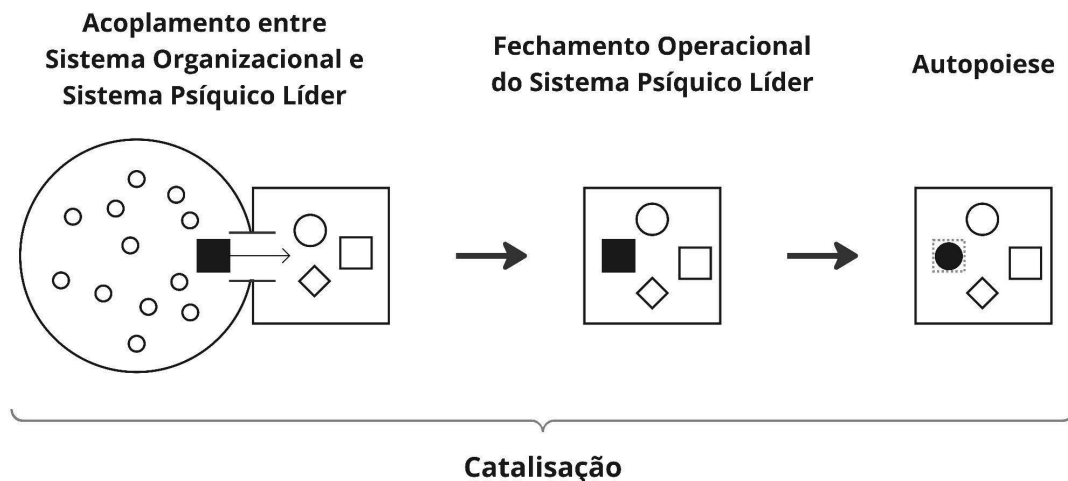 Acoplamento entre
Sistema Organizacional e
Sistema Psíquico Líder
Fechamento Operacional
do Sistema Psíquico Líder
Autopoiese
Catalisação